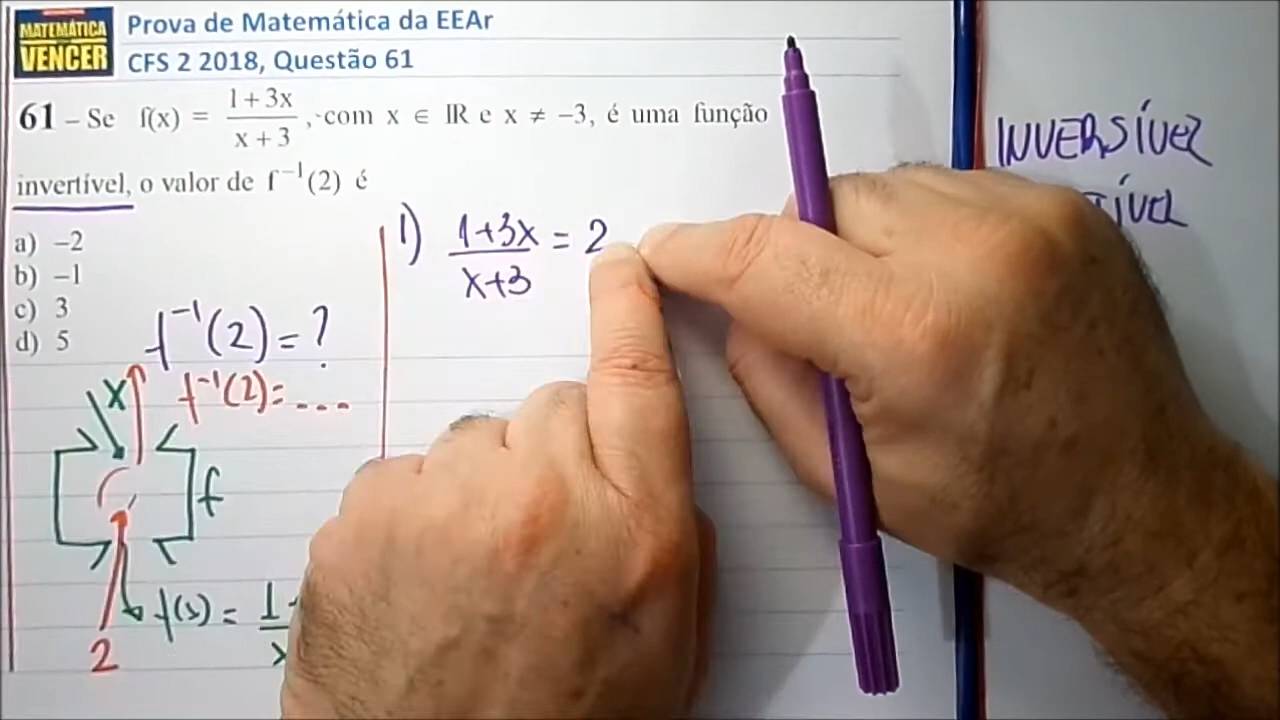 MATEMÁTICA
VENCER
Prova de Matemática da EEAr
CFS 2 2018, Questão 61
61 – Se f(x) = (1 + 3x)/(x + 3), com x ∈ IR e x ≠ –3, é uma função
invertível, o valor de f⁻¹(2) é
a) –2
b) –1
c) 3
d) 5
f⁻¹(2) = ?
f⁻¹(2) = ...
X
f
2
1) (1+3x)/(x+3) = 2
INVERSÍVEL